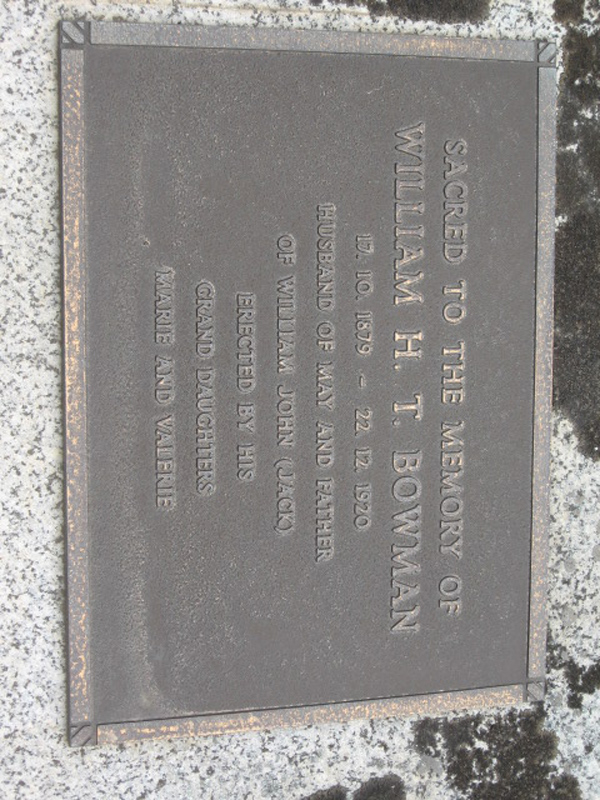 SACRED TO THE MEMORY OF
WILLIAM H. T. BOWMAN
17. 10. 1879 ~ 22. 12. 1920
HUSBAND OF MAY AND FATHER
OF WILLIAM JOHN (JACK)
ERECTED BY HIS
GRAND DAUGHTERS
MARIE AND VALERIE